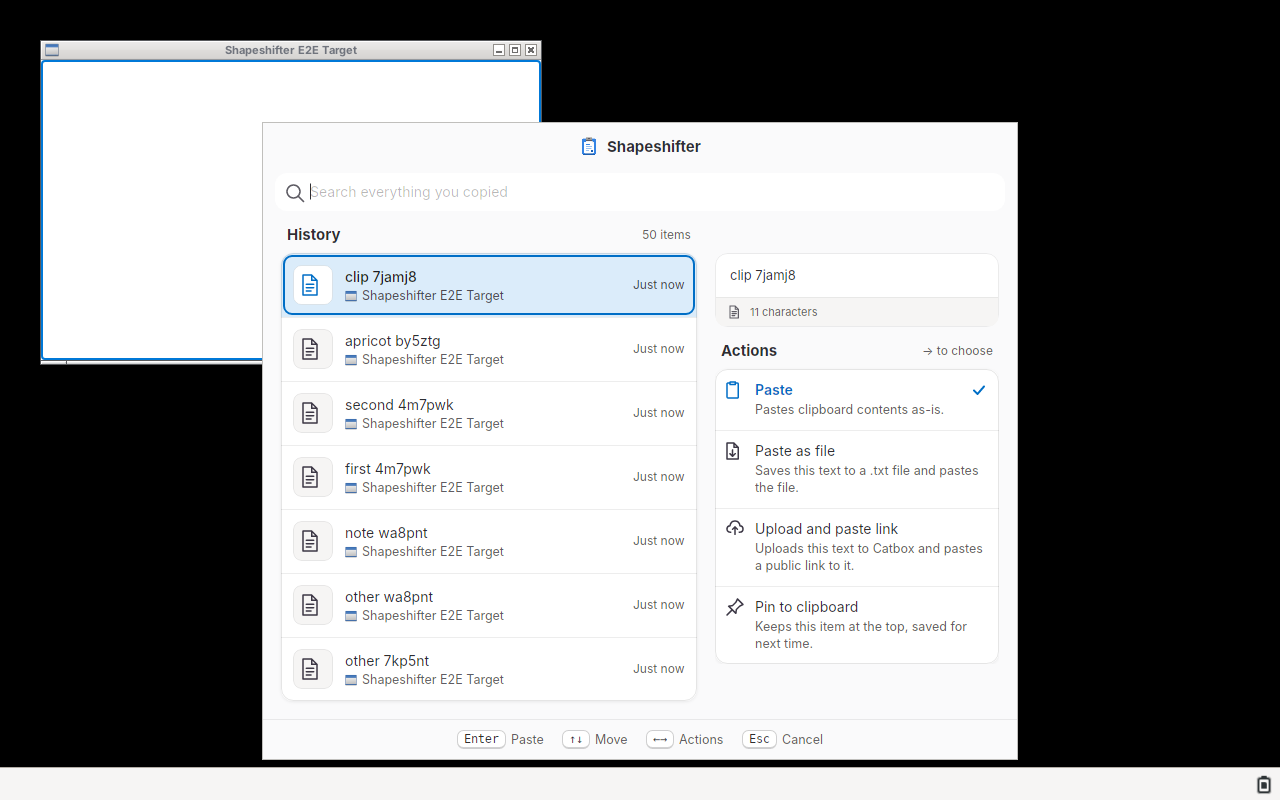 Shapeshifter E2E Target
Shapeshifter
Search everything you copied
History
50 items
clip 7jamj8
Shapeshifter E2E Target
Just now
apricot by5ztg
Shapeshifter E2E Target
Just now
second 4m7pwk
Shapeshifter E2E Target
Just now
first 4m7pwk
Shapeshifter E2E Target
Just now
note wa8pnt
Shapeshifter E2E Target
Just now
other wa8pnt
Shapeshifter E2E Target
Just now
other 7kp5nt
Shapeshifter E2E Target
Just now
clip 7jamj8
11 characters
Actions
→ to choose
Paste
Pastes clipboard contents as-is.
Paste as file
Saves this text to a .txt file and pastes
the file.
Upload and paste link
Uploads this text to Catbox and pastes
a public link to it.
Pin to clipboard
Keeps this item at the top, saved for
next time.
Enter Paste ↑↓ Move ←→ Actions Esc Cancel